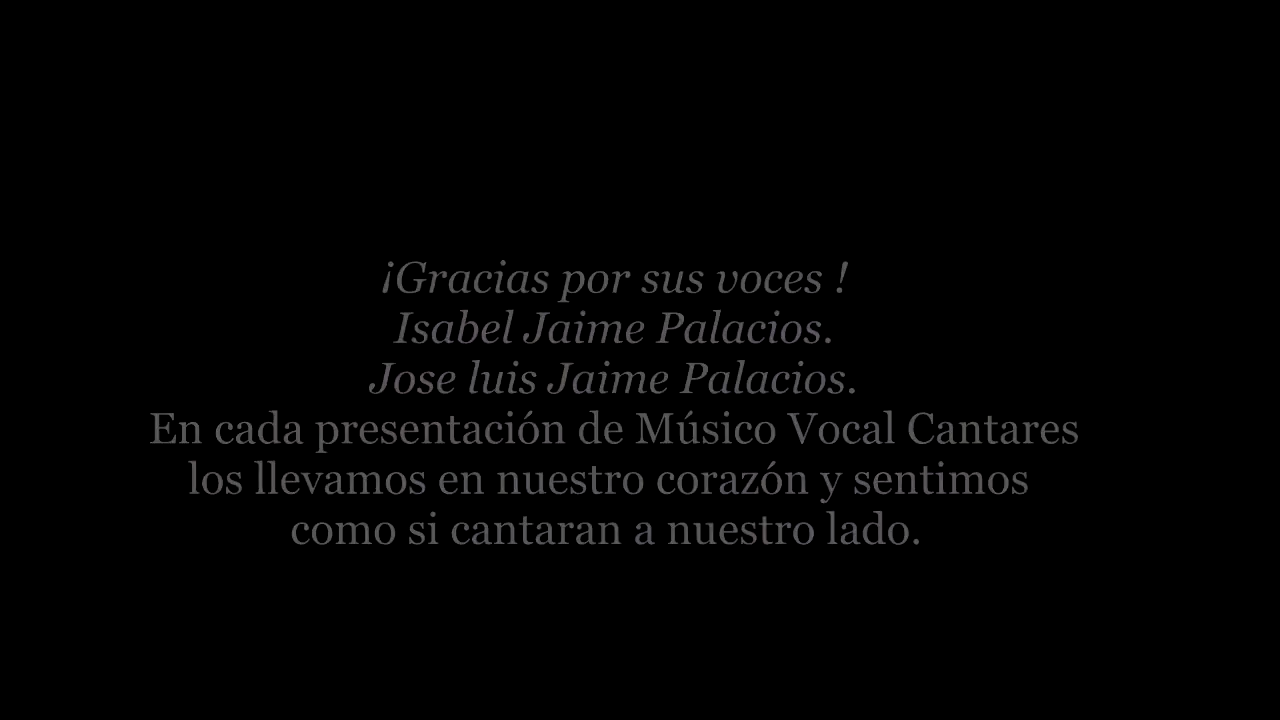 ¡Gracias por sus voces !
Isabel Jaime Palacios.
Jose luis Jaime Palacios.
En cada presentación de Músico Vocal Cantares
los llevamos en nuestro corazón y sentimos
como si cantaran a nuestro lado.